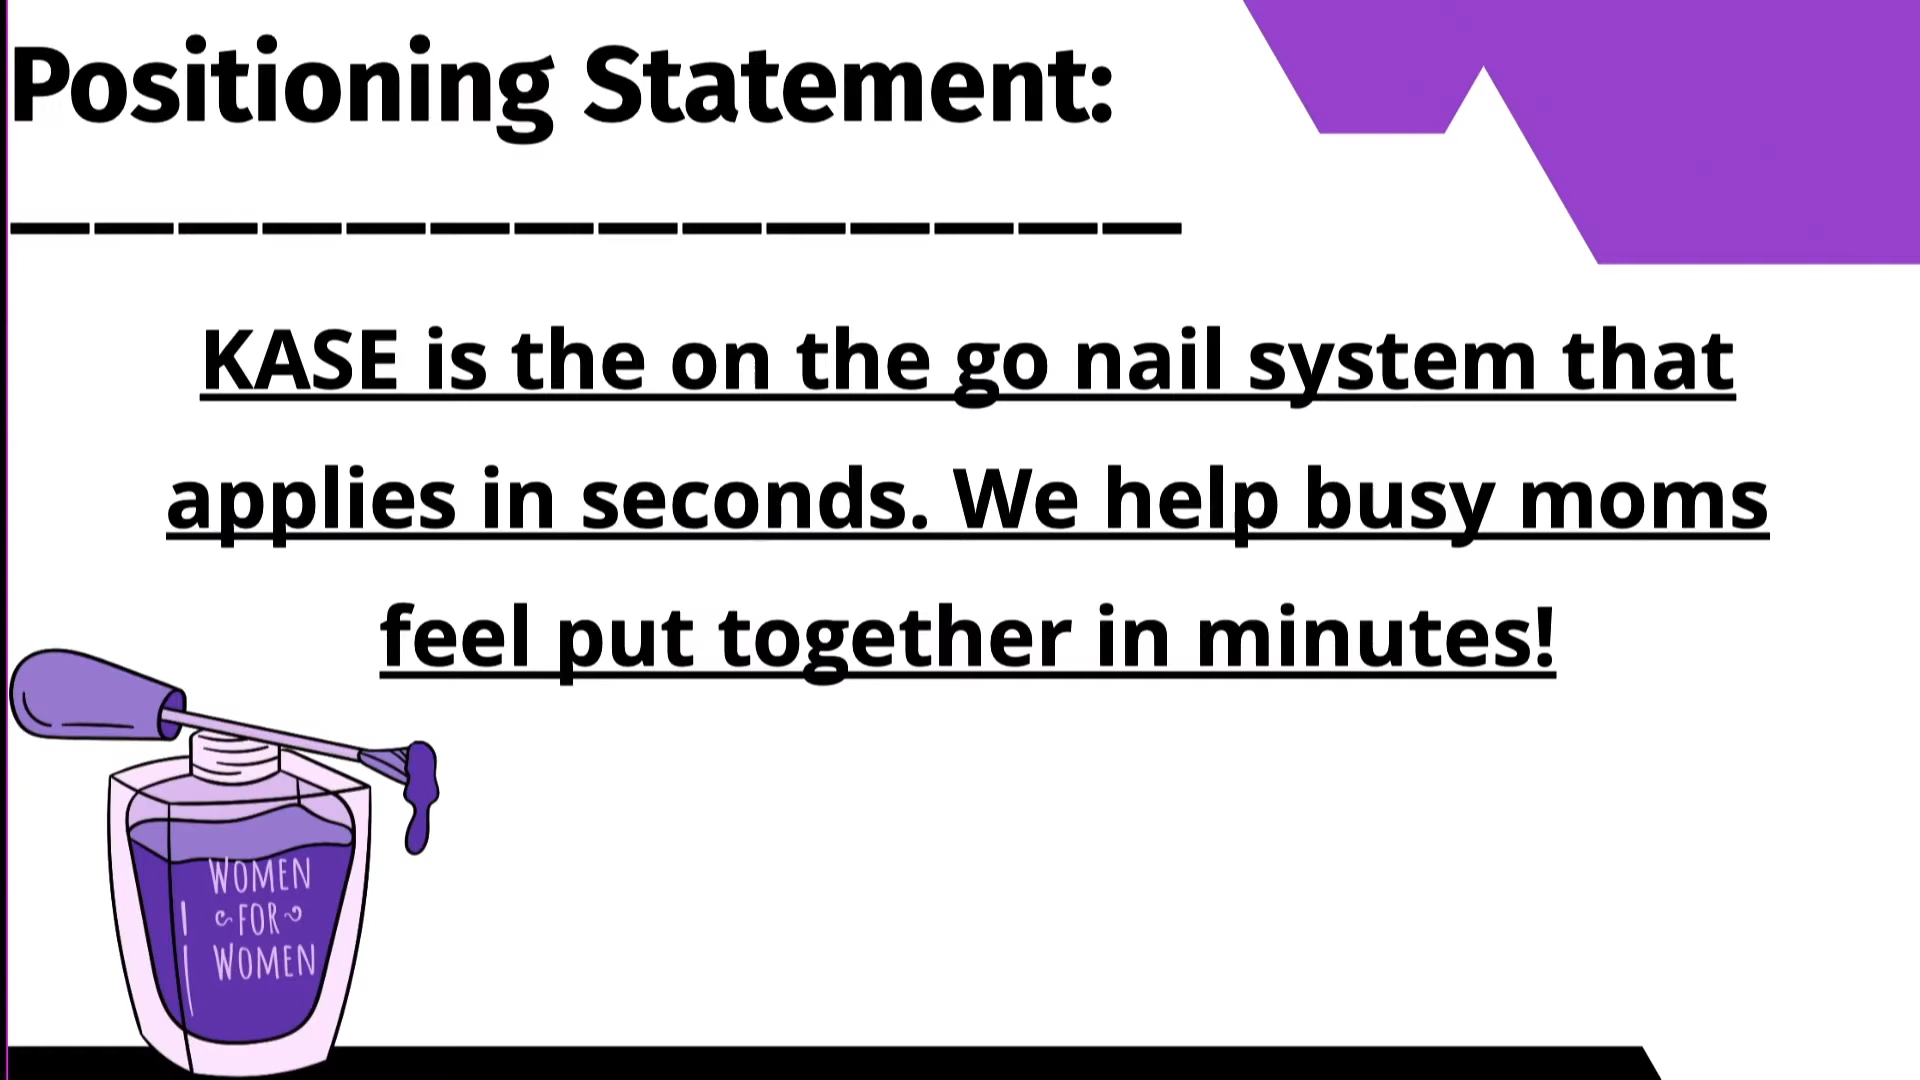 Positioning Statement:
______________
KASE is the on the go nail system that
applies in seconds. We help busy moms
feel put together in minutes!
WOMEN
FOR
WOMEN